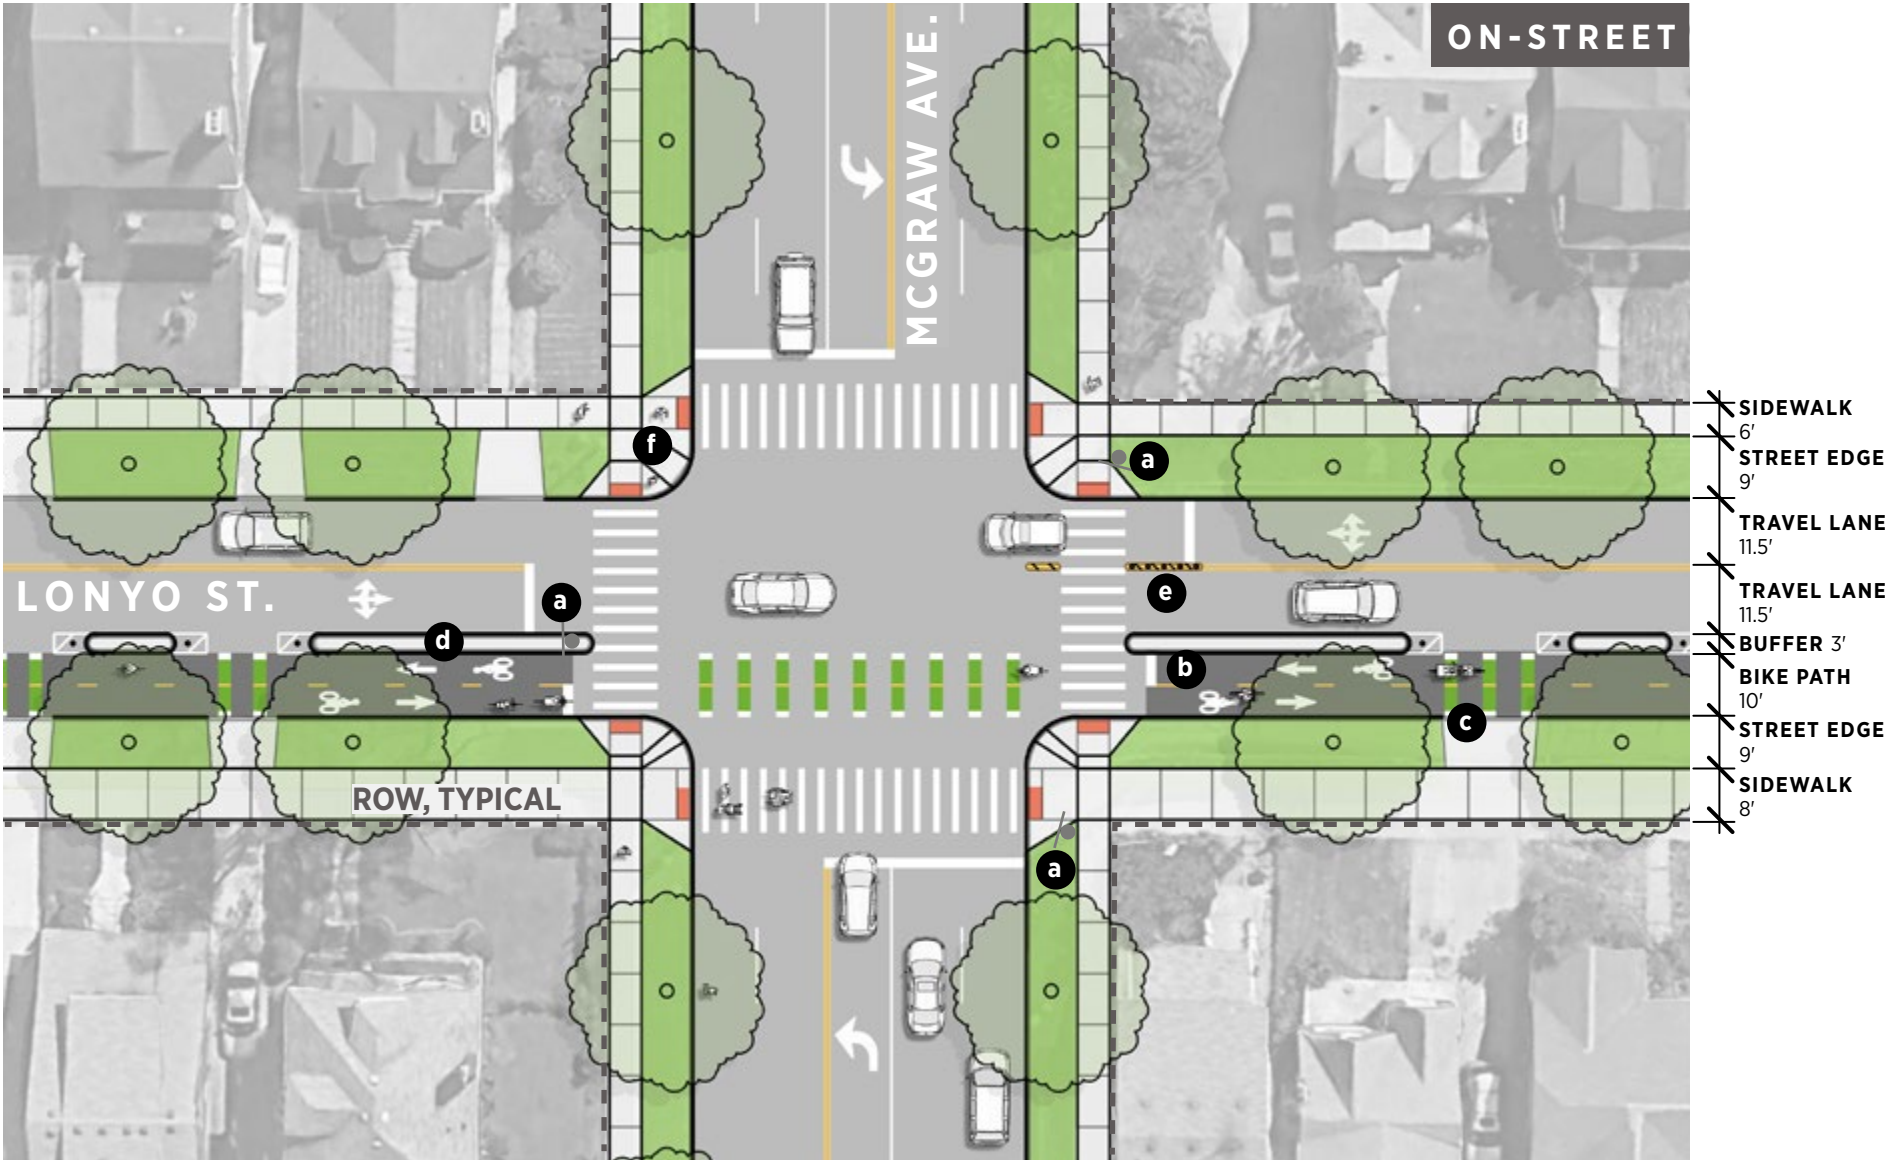 ON-STREET
MCGRAW AVE.
SIDEWALK
6'
f
a
STREET EDGE
9'
TRAVEL LANE
11.5'
e
LONYO ST.
a
TRAVEL LANE
11.5'
d
BUFFER 3'
b
BIKE PATH
10'
c
STREET EDGE
9'
ROW, TYPICAL
SIDEWALK
8'
a